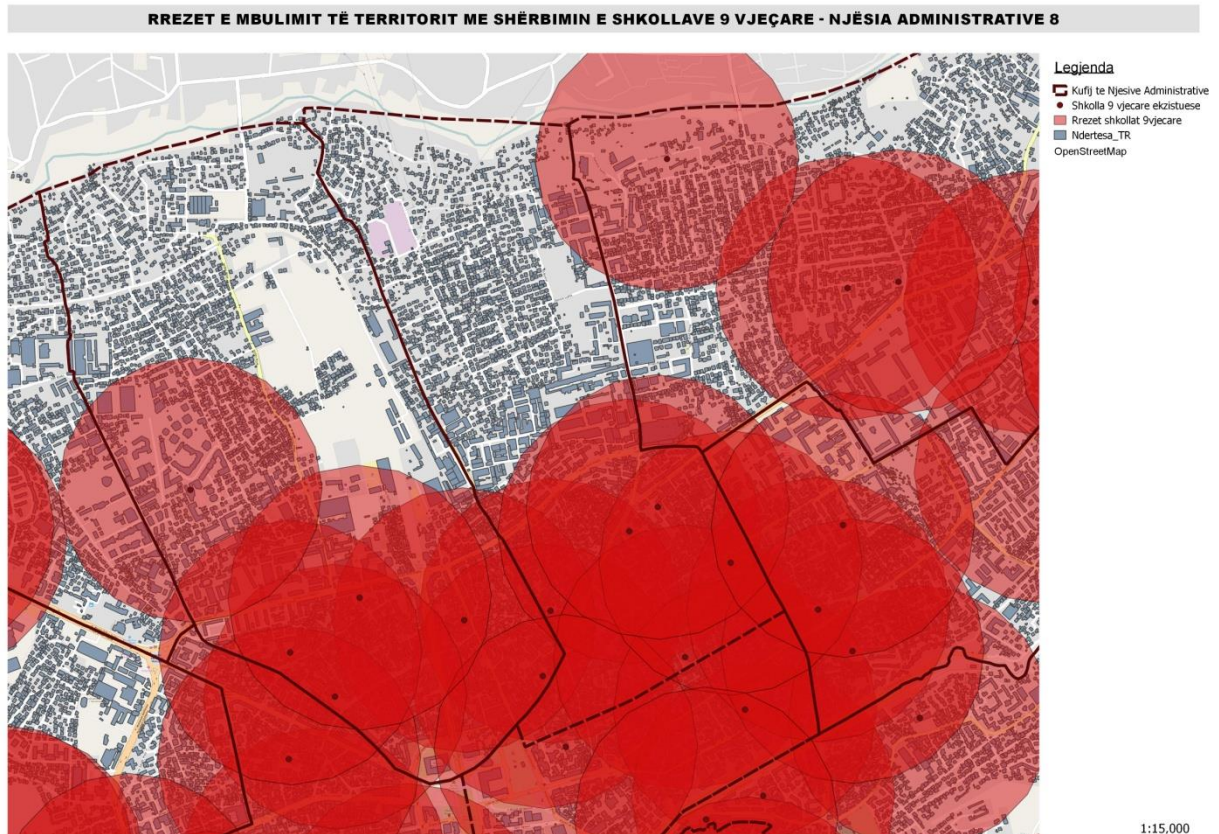 RREZET E MBULIMIT TË TERRITORIT ME SHËRBIMIN E SHKOLLAVE 9 VJEÇARE - NJËSIA ADMINISTRATIVE 8
Legjenda
Kufij te Njesive Administrative
Shkolla 9 vjecare ekzistuese
Rrezet shkollat 9vjecare
Ndertesa_TR
OpenStreetMap
1:15,000